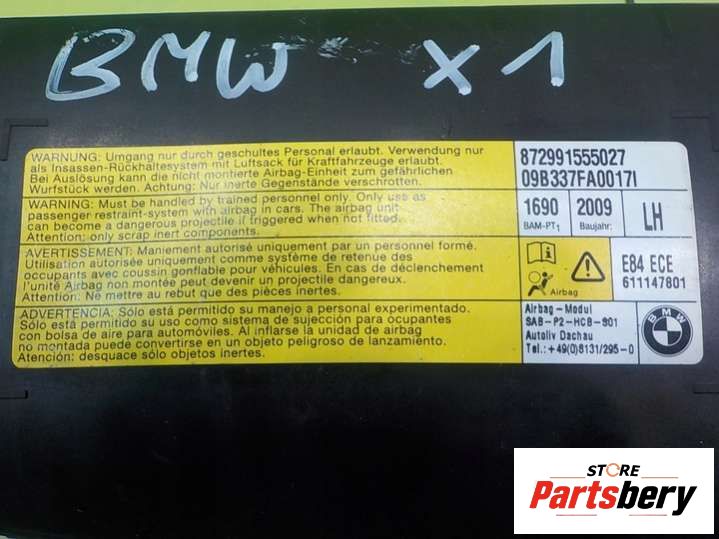 BMW X1
WARNUNG: Umgang nur durch geschultes Personal erlaubt. Verwendung nur
als Insassen-Rückhaltesystem mit Luftsack für Kraftfahrzeuge erlaubt.
Bei Auslösung kann die nicht montierte Airbag-Einheit zum gefährlichen
Wurfstück werden. Achtung: Nur inerte Gegenstände verschrotten.
WARNING: Must be handled by trained personnel only. Only use as
passenger restraint-system with airbag in cars. The airbag unit
can become a dangerous projectile if triggered when not fitted.
Attention: only scrap inert components.
AVERTISSEMENT: Maniement autorisé uniquement par un personnel formé.
Utilisation autorisée uniquement comme système de retenue des
occupants avec coussin gonflable pour véhicules. En cas de déclenchement
l'unité Airbag non montée peut devenir un projectile dangereux.
Attention: Ne mettre au rebut que des pièces inertes.
ADVERTENCIA: Sólo está permitido su manejo a personal experimentado.
Sólo está permitido su uso como sistema de sujección para ocupantes
con bolsa de aire para automóviles. Al inflarse la unidad de airbag
no montada puede convertirse en un objeto peligroso de lanzamiento.
Atención: desquace sólo objetos inertes.
872991555027
09B337FA0017I
1690 2009 LH
BAM-PT1 Baujahr:
E84 ECE
Airbag 611147801
Airbag-Modul
SAB-P2-HCB-S01
Autoliv Dachau
Tel.: +49(0)8131/295-0
BMW
STORE
Partsbery